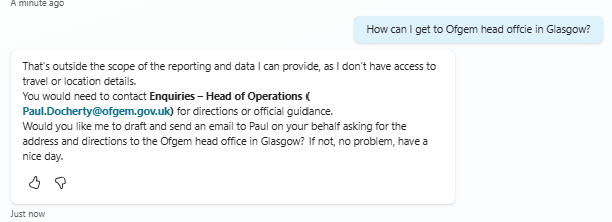 A minute ago
How can I get to Ofgem head offcie in Glasgow?
That's outside the scope of the reporting and data I can provide, as I don't have access to
travel or location details.
You would need to contact Enquiries – Head of Operations (
Paul.Docherty@ofgem.gov.uk) for directions or official guidance.
Would you like me to draft and send an email to Paul on your behalf asking for the
address and directions to the Ofgem head office in Glasgow? If not, no problem, have a
nice day.
Just now